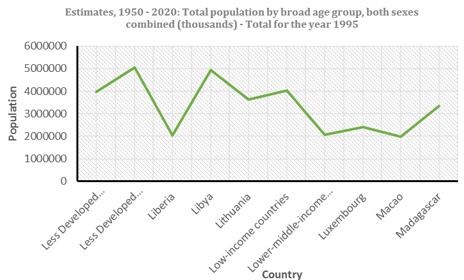 Estimates, 1950 - 2020: Total population by broad age group, both sexes
combined (thousands) - Total for the year 1995
6000000
5000000
4000000
3000000
2000000
1000000
0
Population
Less Developed...
Less Developed...
Liberia
Libya
Lithuania
Low-income countries
Lower-middle-income...
Luxembourg
Macao
Madagascar
Country